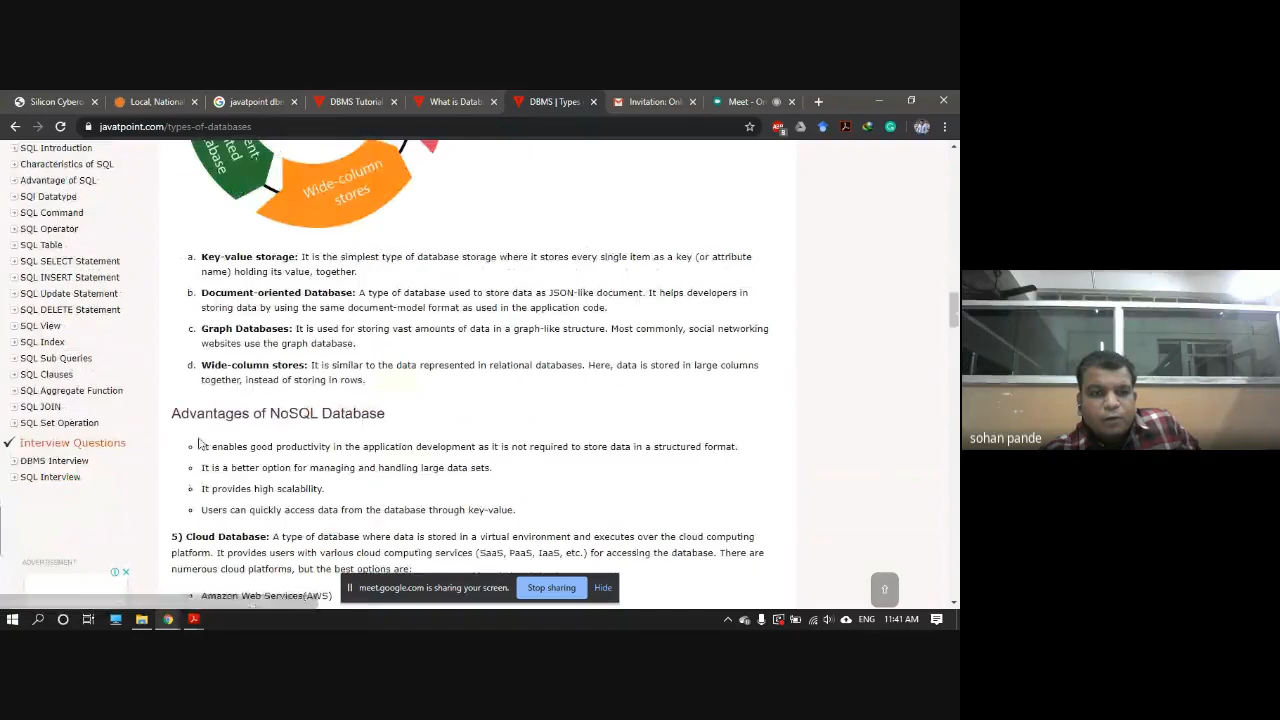 Silicon Cybero
Local, National
javatpoint dbm
DBMS Tutorial
What is Datab
DBMS | Types
Invitation: Onl
Meet - On
javatpoint.com/types-of-databases
SQL Introduction
Characteristics of SQL
Advantage of SQL
SQl Datatype
SQL Command
SQL Operator
SQL Table
SQL SELECT Statement
SQL INSERT Statement
SQL Update Statement
SQL DELETE Statement
SQL View
SQL Index
SQL Sub Queries
SQL Clauses
SQL Aggregate Function
SQL JOIN
SQL Set Operation
Interview Questions
DBMS Interview
SQL Interview
ADVERTISEMENT
Wide-column
stores
a. Key-value storage: It is the simplest type of database storage where it stores every single item as a key (or attribute
name) holding its value, together.
b. Document-oriented Database: A type of database used to store data as JSON-like document. It helps developers in
storing data by using the same document-model format as used in the application code.
c. Graph Databases: It is used for storing vast amounts of data in a graph-like structure. Most commonly, social networking
websites use the graph database.
d. Wide-column stores: It is similar to the data represented in relational databases. Here, data is stored in large columns
together, instead of storing in rows.
Advantages of NoSQL Database
It enables good productivity in the application development as it is not required to store data in a structured format.
It is a better option for managing and handling large data sets.
It provides high scalability.
Users can quickly access data from the database through key-value.
5) Cloud Database: A type of database where data is stored in a virtual environment and executes over the cloud computing
platform. It provides users with various cloud computing services (SaaS, PaaS, IaaS, etc.) for accessing the database. There are
numerous cloud platforms, but the best options are:
Amazon Web Services(AWS)
meet.google.com is sharing your screen.
Stop sharing
Hide
ENG
11:41 AM
sohan pande